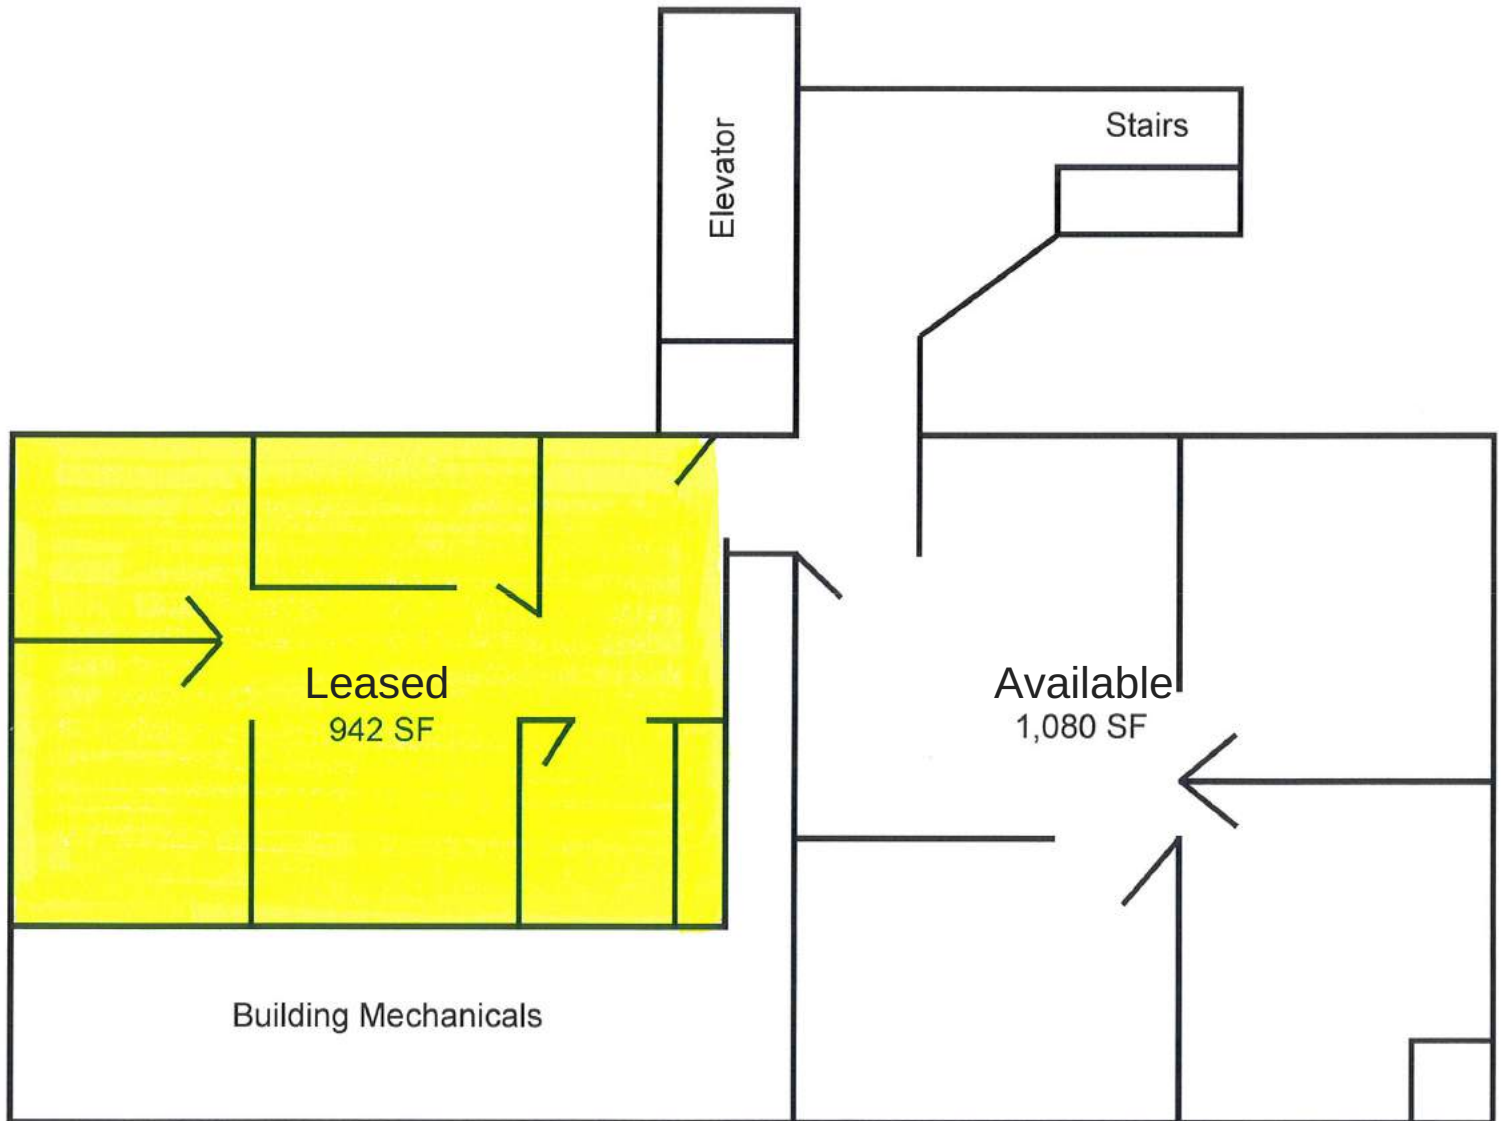 Stairs
Elevator
Leased
942 SF
Available
1,080 SF
Building Mechanicals